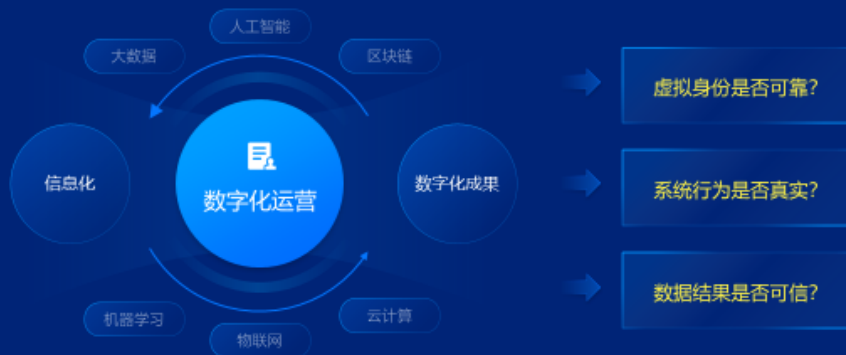 人工智能
大数据
区块链
信息化
数字化运营
数字化成果
机器学习
物联网
云计算
虚拟身份是否可靠?
系统行为是否真实?
数据结果是否可信?